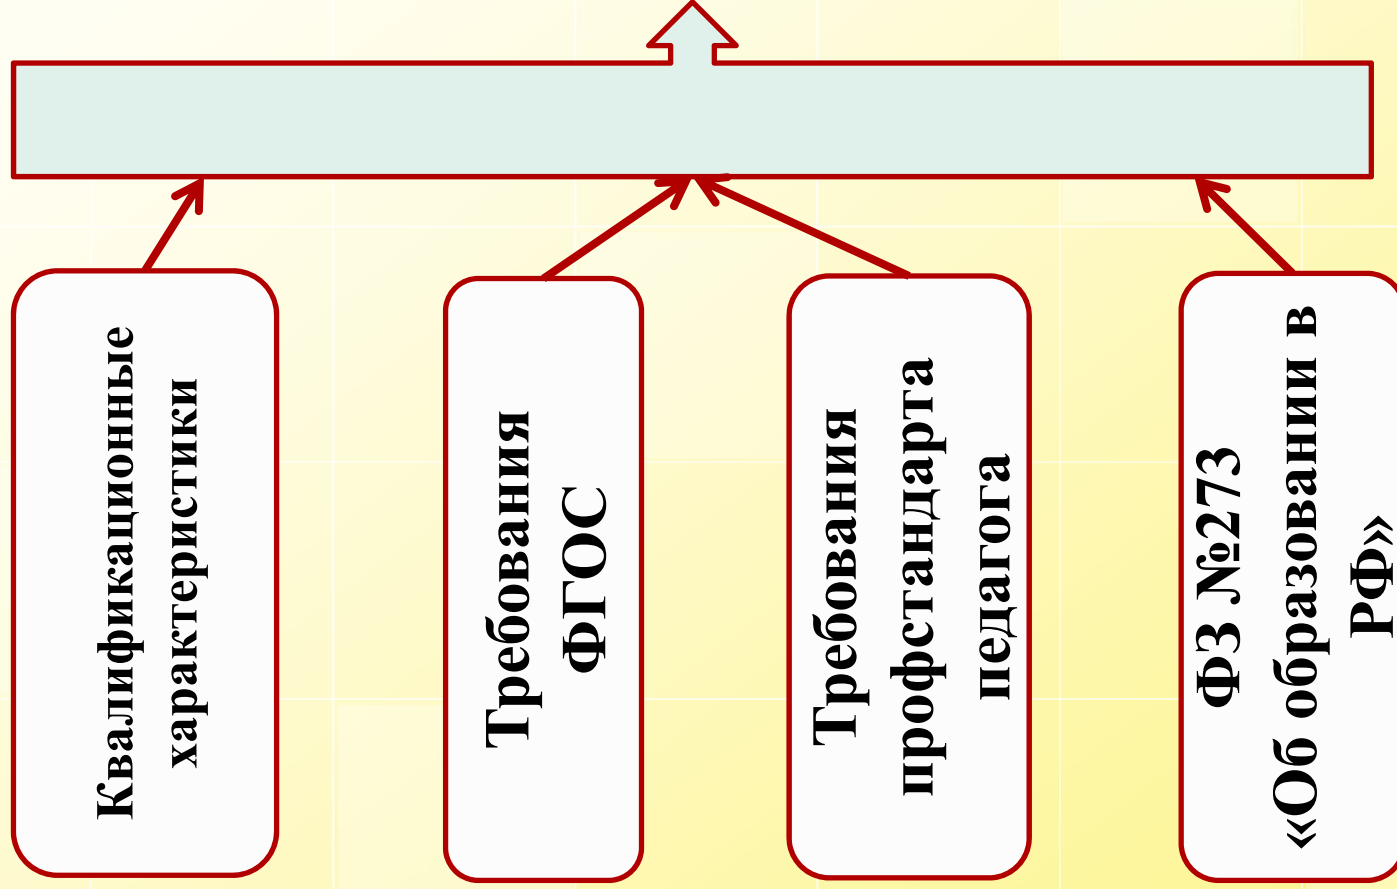 Квалификационные
характеристики
Требования
ФГОС
Требования
профстандарта
педагога
ФЗ №273
«Об образовании в
РФ»